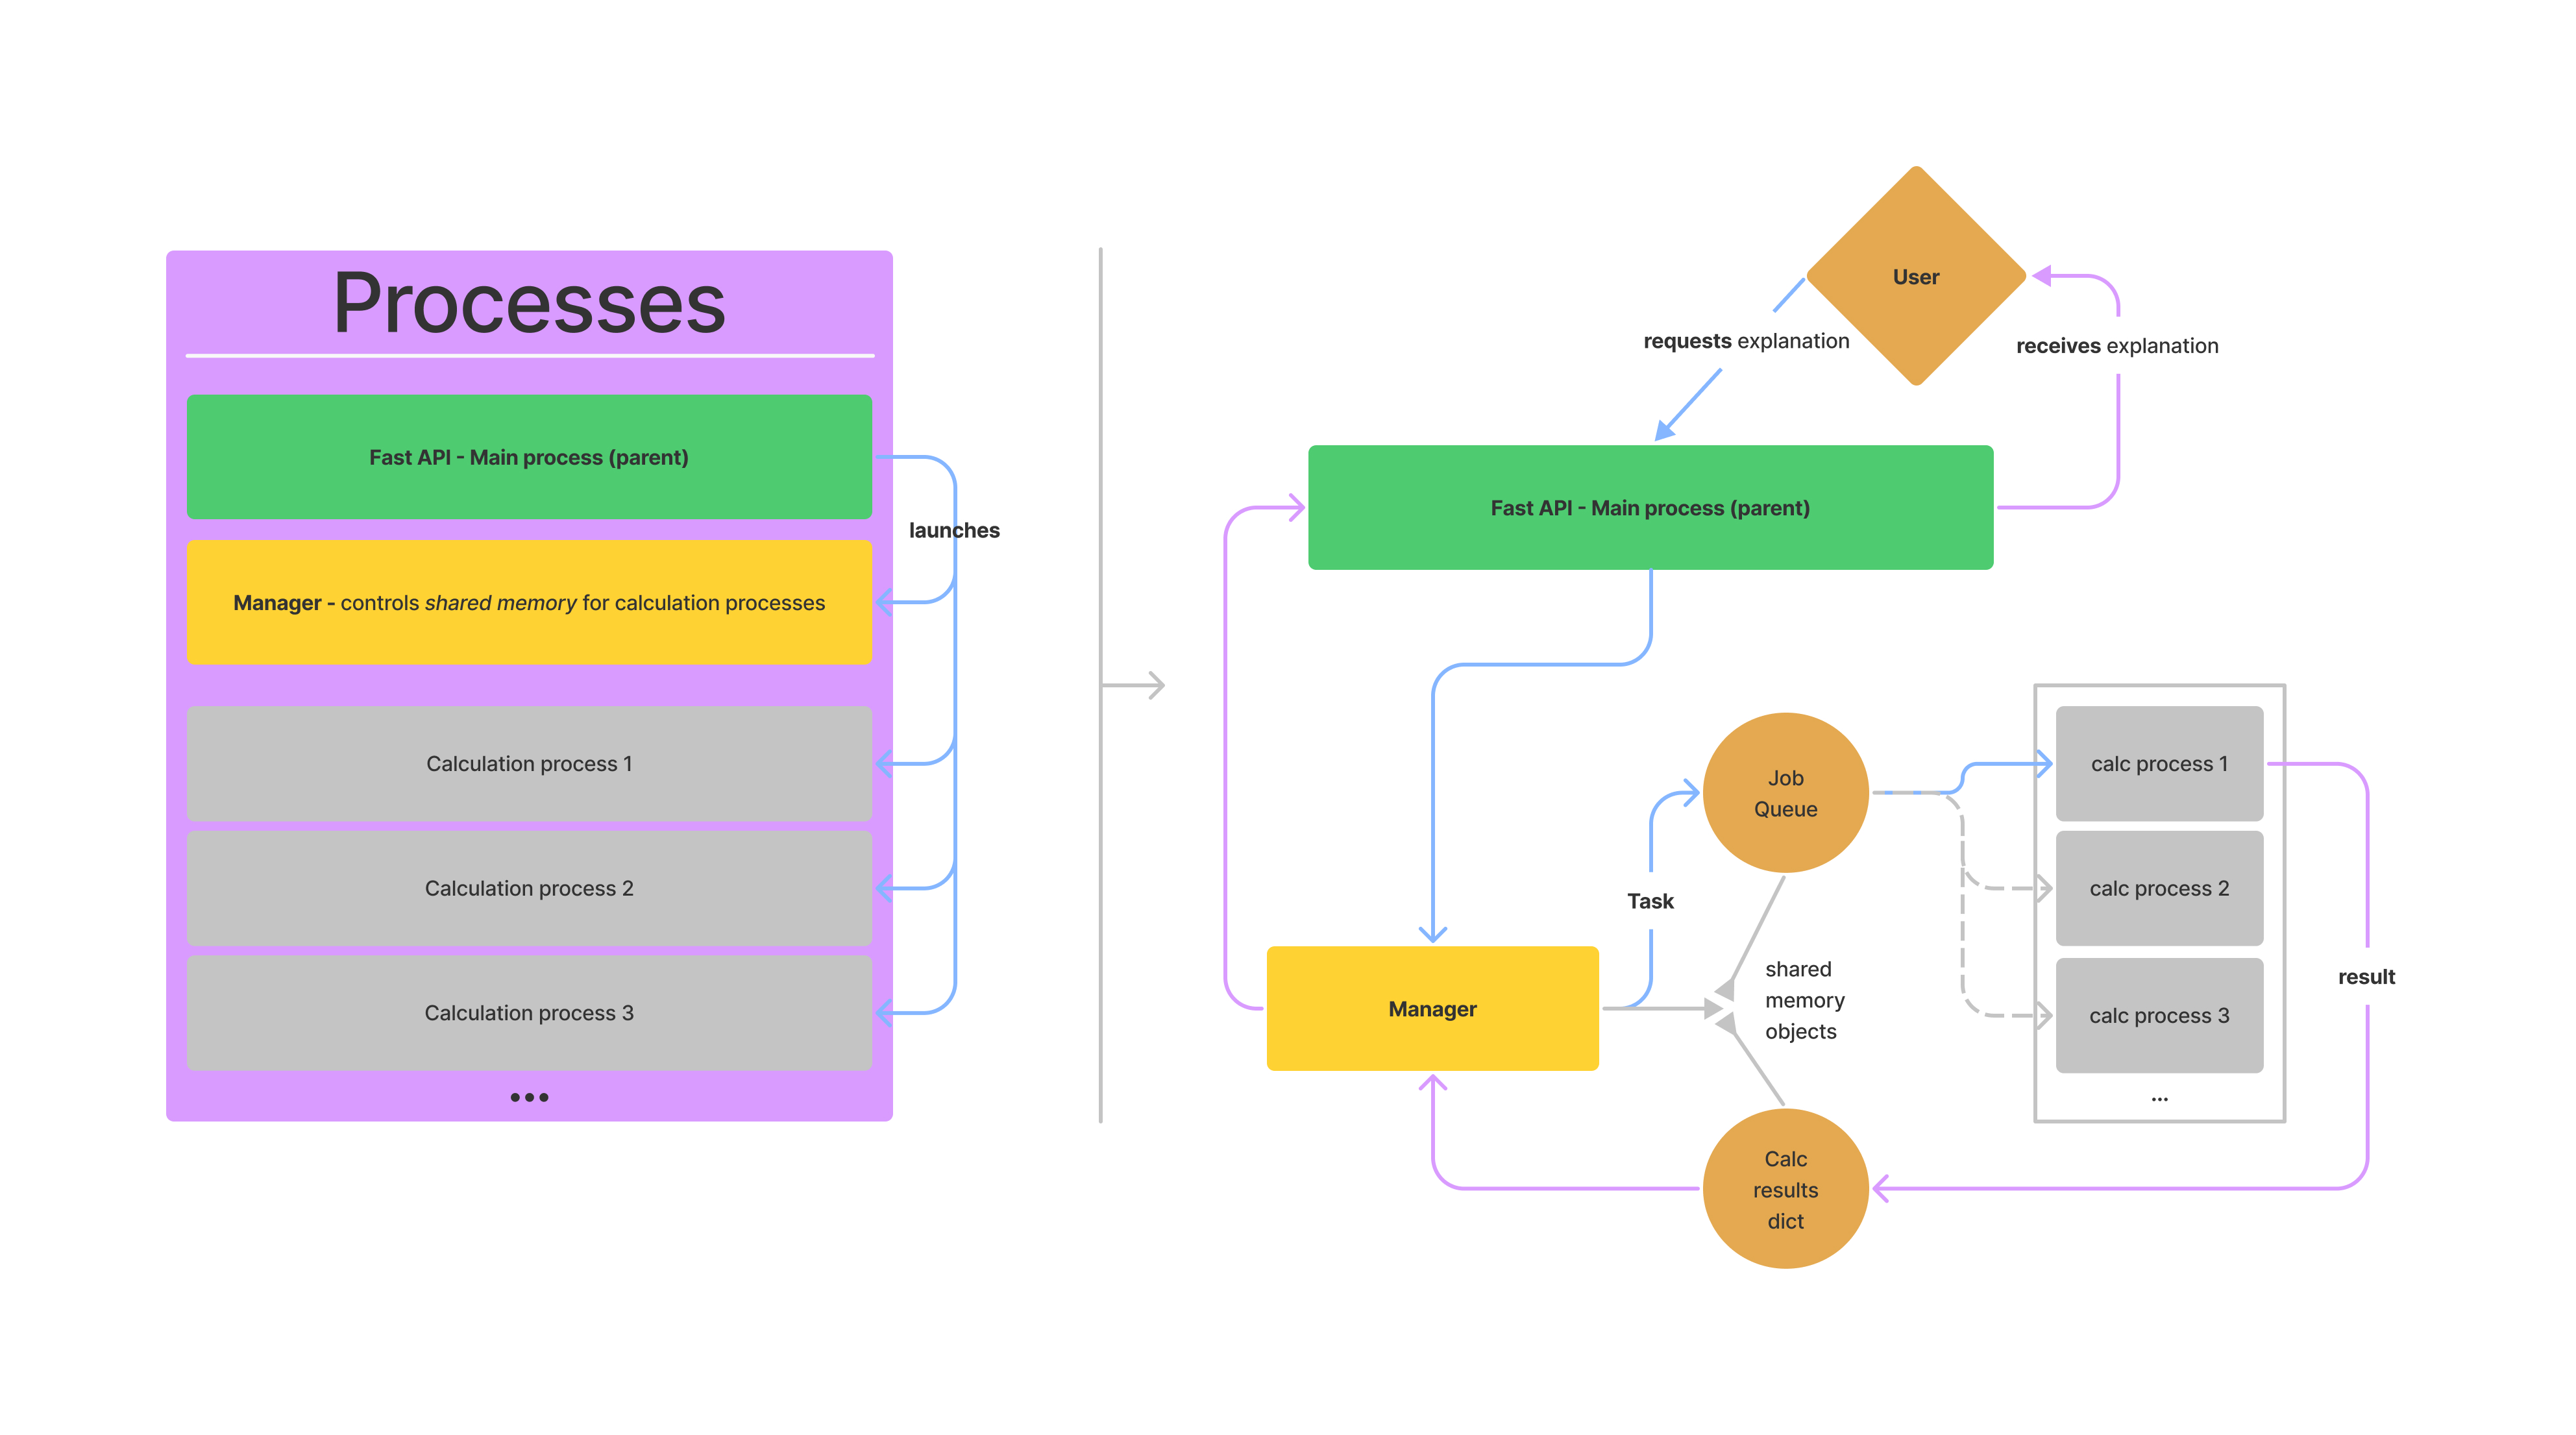 Processes
Fast API - Main process (parent)
launches
Manager - controls shared memory for calculation processes
Calculation process 1
Calculation process 2
Calculation process 3
...
User
requests explanation
receives explanation
Fast API - Main process (parent)
Job
Queue
Task
shared
memory
objects
Manager
calc process 1
calc process 2
calc process 3
...
result
Calc
results
dict